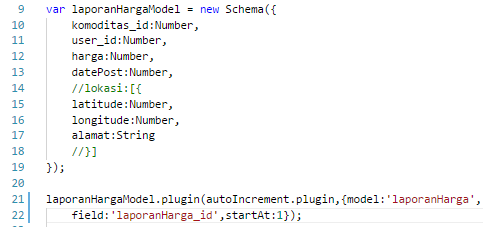 9 var laporanHargaModel = new Schema({
10 komoditas_id:Number,
11 user_id:Number,
12 harga:Number,
13 datePost:Number,
14 //lokasi:[{
15 latitude:Number,
16 longitude:Number,
17 alamat:String
18 //}]
19 });
20
21 laporanHargaModel.plugin(autoIncrement.plugin,{model:'laporanHarga',
22 field:'laporanHarga_id',startAt:1});